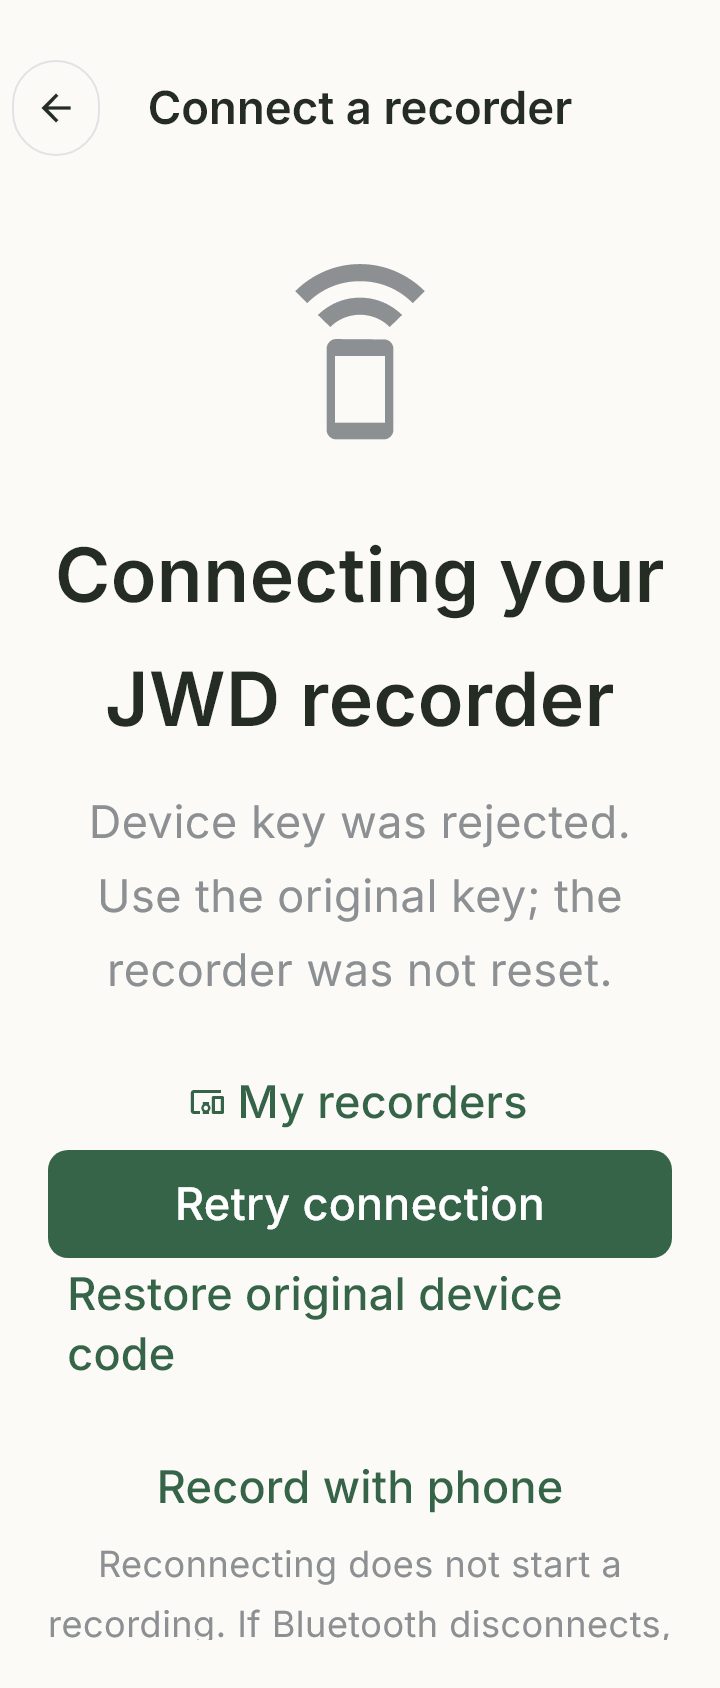 Connect a recorder
Connecting your
JWD recorder
Device key was rejected.
Use the original key; the
recorder was not reset.
My recorders
Retry connection
Restore original device
code
Record with phone
Reconnecting does not start a
recording. If Bluetooth disconnects,